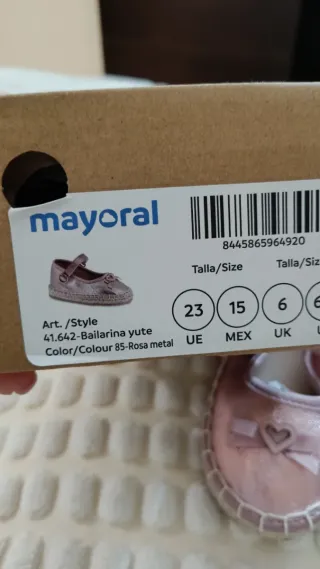 mayoral
8445865964920
Talla/Size Talla/Siz
23 15 6
UE MEX UK
Art. /Style
41.642-Bailarina yute
Color/Colour 85-Rosa metal